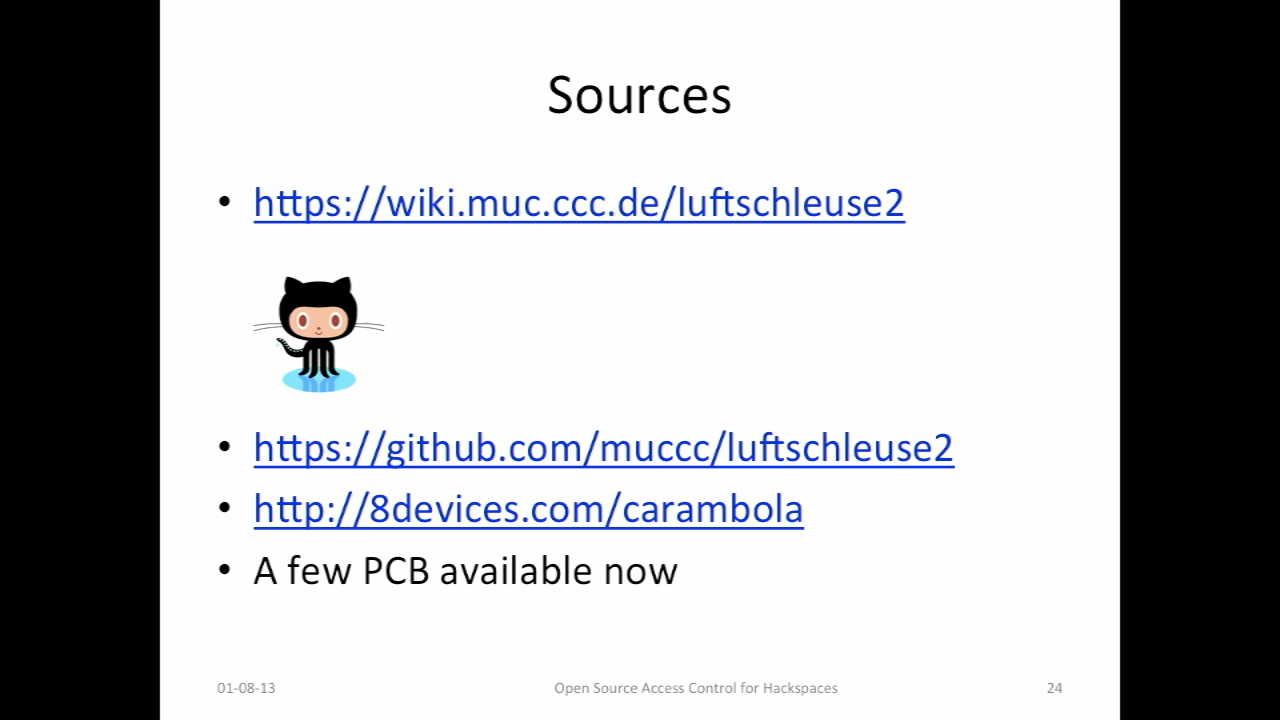 Sources
• https://wiki.muc.ccc.de/luftschleuse2
• https://github.com/muccc/luftschleuse2
• http://8devices.com/carambola
• A few PCB available now
01-08-13 Open Source Access Control for Hackspaces 24